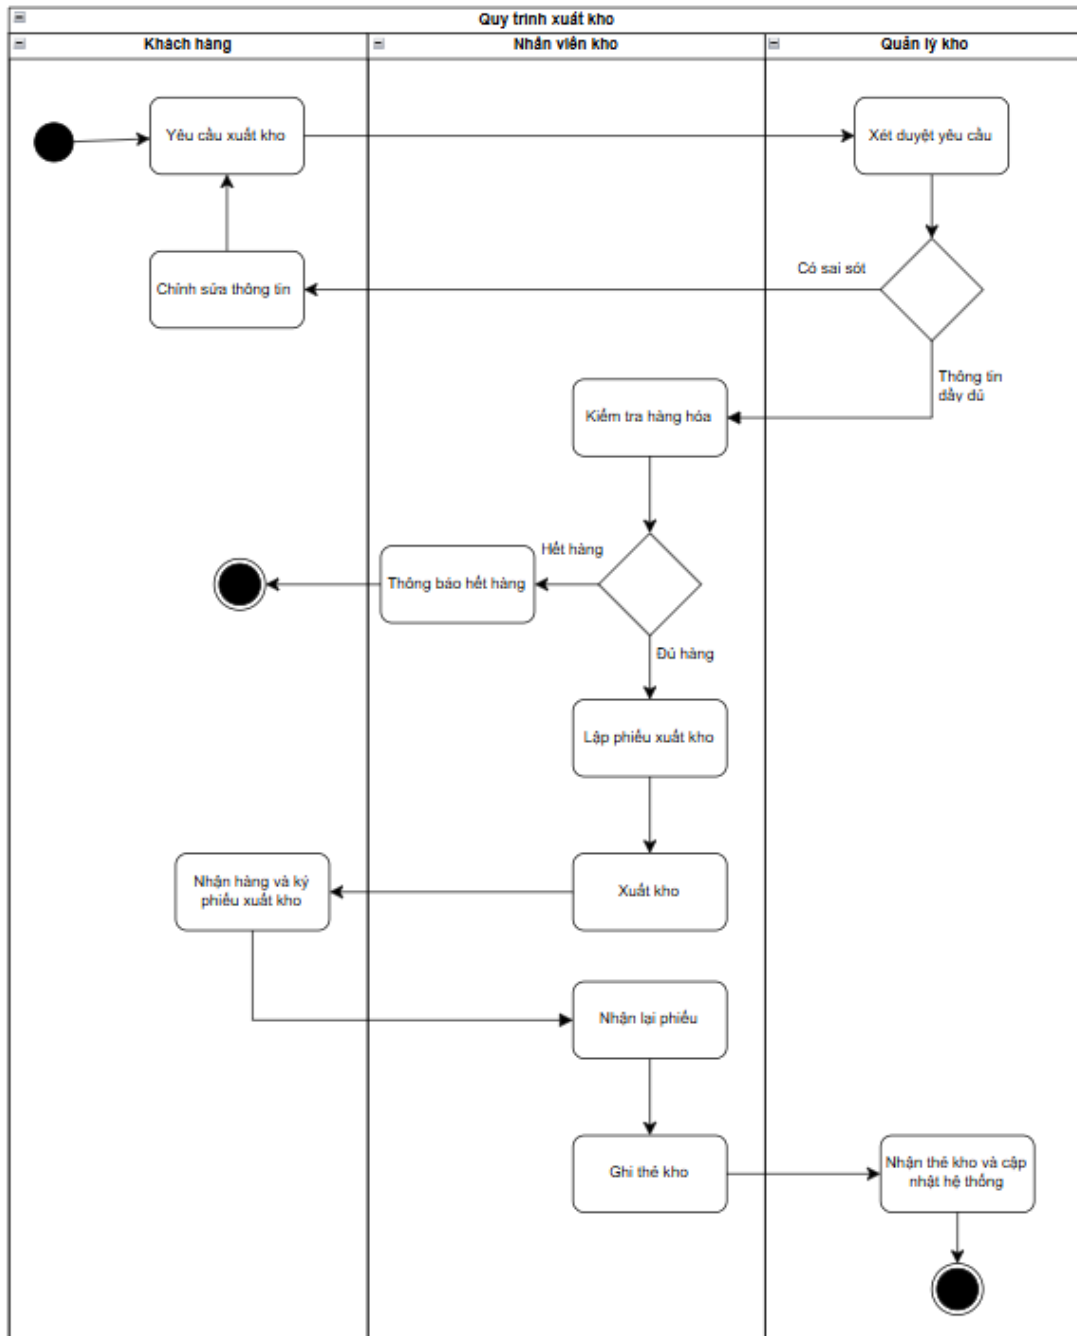 Quy trình xuất kho
Khách hàng
Nhân viên kho
Quản lý kho
Yêu cầu xuất kho
Xét duyệt yêu cầu
Có sai sót
Chỉnh sửa thông tin
Thông tin
đầy đủ
Kiểm tra hàng hóa
Hết hàng
Thông báo hết hàng
Đủ hàng
Lập phiếu xuất kho
Nhận hàng và ký
phiếu xuất kho
Xuất kho
Nhận lại phiếu
Ghi thẻ kho
Nhận thẻ kho và cập
nhật hệ thống